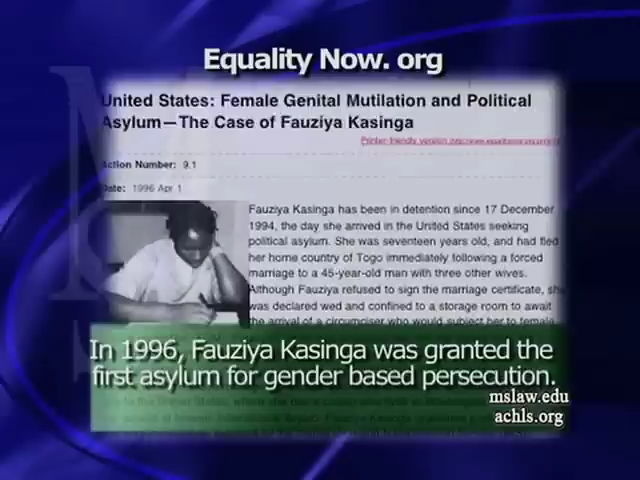 Equality Now. org
United States: Female Genital Mutilation and Political
Asylum—The Case of Fauziya Kasinga
Printer-friendly version
Action Number: 9.1
Date: 1996 Apr 1
Fauziya Kasinga has been in detention since 17 December
1994, the day she arrived in the United States seeking
political asylum. She was seventeen years old, and had fled
her home country of Togo immediately following a forced
marriage to a 45-year-old man with three other wives.
Although Fauziya refused to sign the marriage certificate, she
was declared wed and confined to a storage room to await
the arrival of a circumciser who would subject her to female
In 1996, Fauziya Kasinga was granted the
first asylum for gender based persecution.
mslaw.edu
achls.org